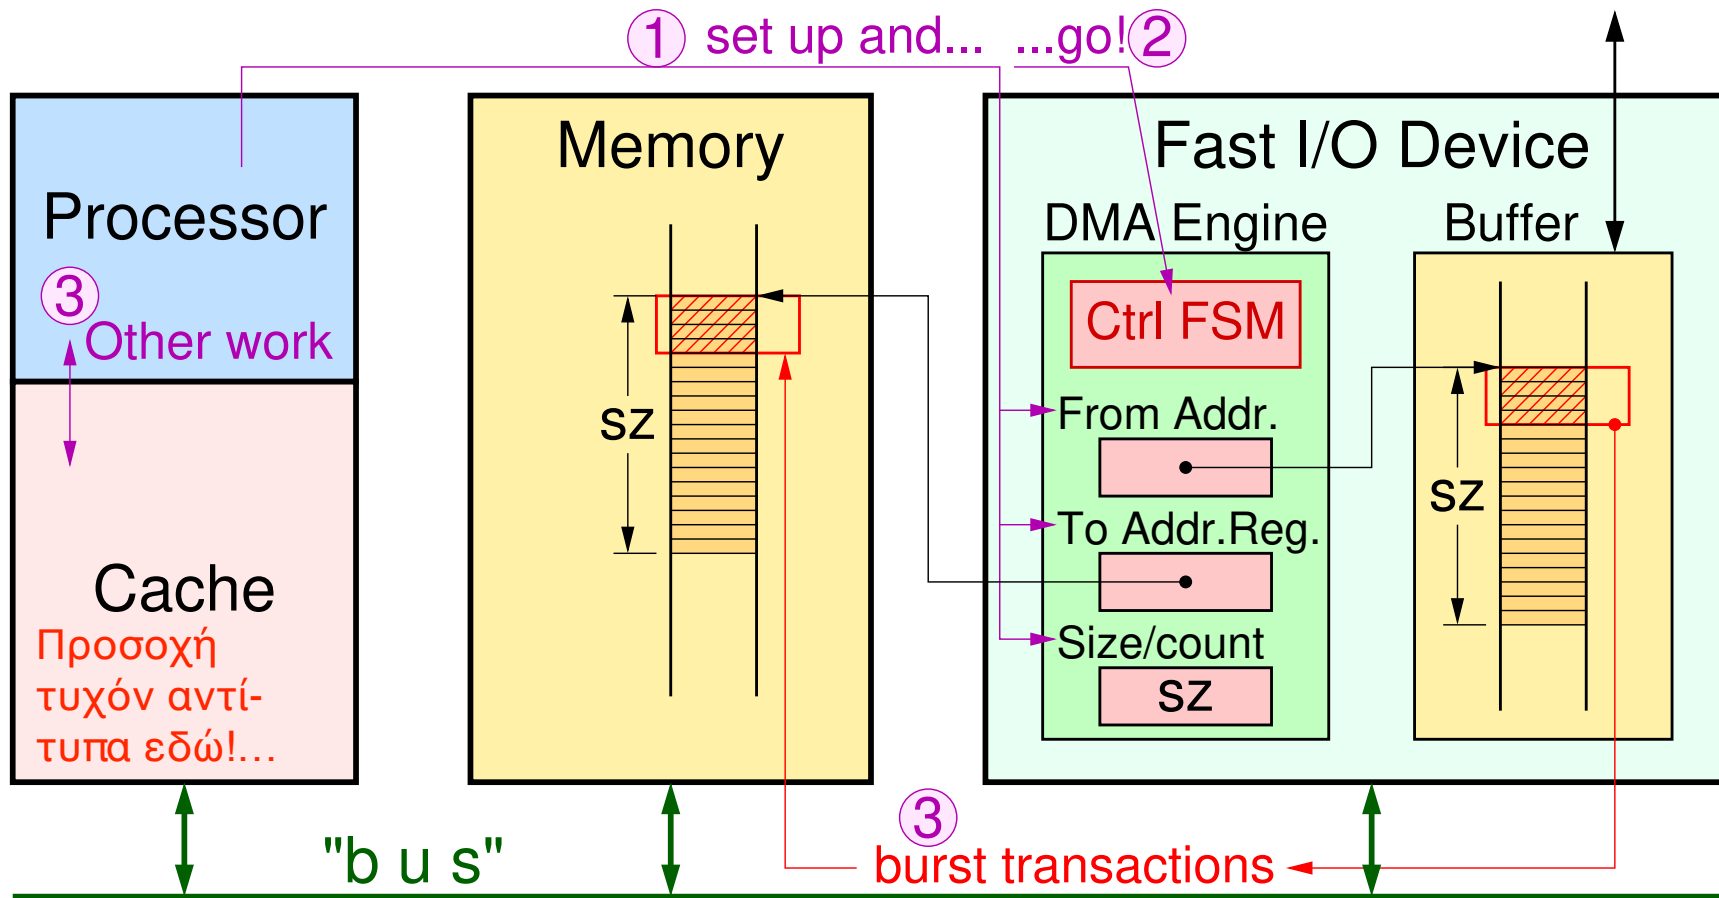 ① set up and... ...go! ②
Processor
③
Other work
Cache
Προσοχή
τυχόν αντί-
τυπα εδώ!...
Memory
sz
Fast I/O Device
DMA Engine
Ctrl FSM
From Addr.
To Addr.Reg.
Size/count
sz
Buffer
sz
"b u s"
③
burst transactions